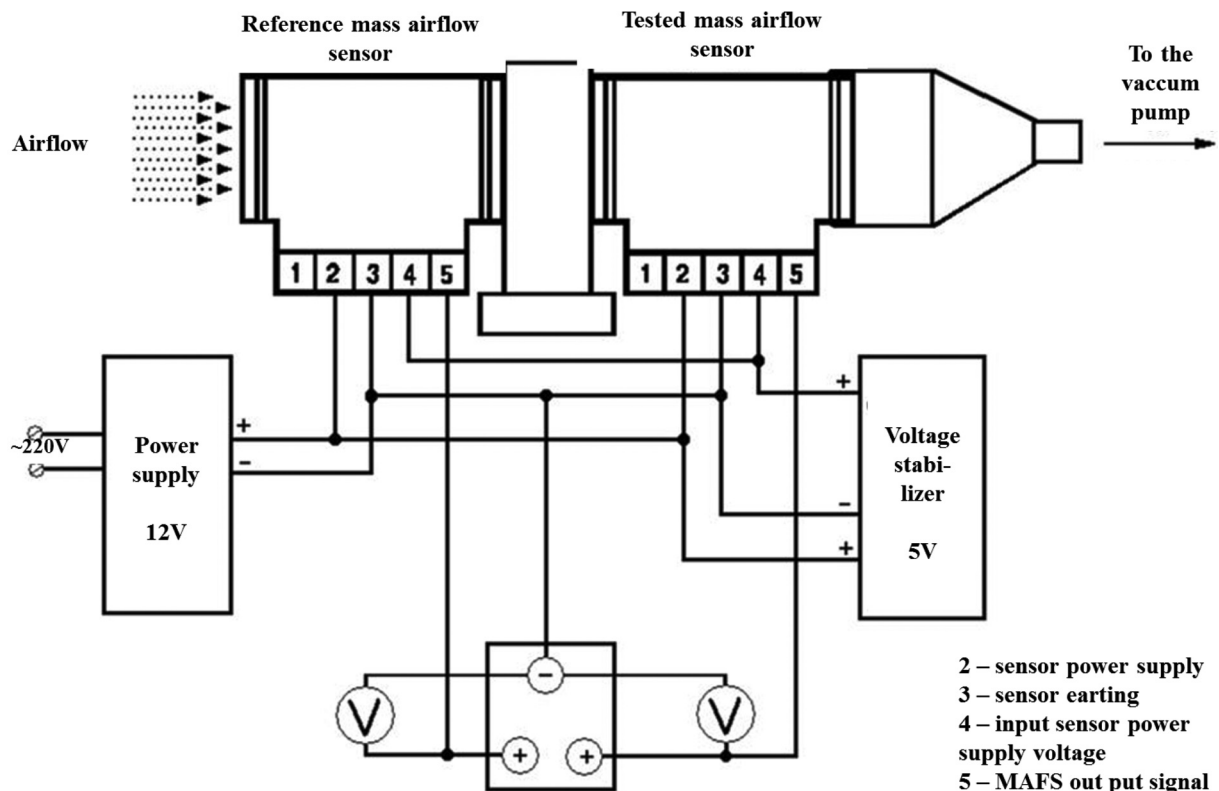 Reference mass airflow
sensor
Tested mass airflow
sensor
To the
vaccum
pump
Airflow
1 2 3 4 5
1 2 3 4 5
~220V
+
-
Power
supply
12V
+
-
+
Voltage
stabi-
lizer
5V
V
-
+
+
V
2 – sensor power supply
3 – sensor earting
4 – input sensor power
supply voltage
5 – MAFS out put signal